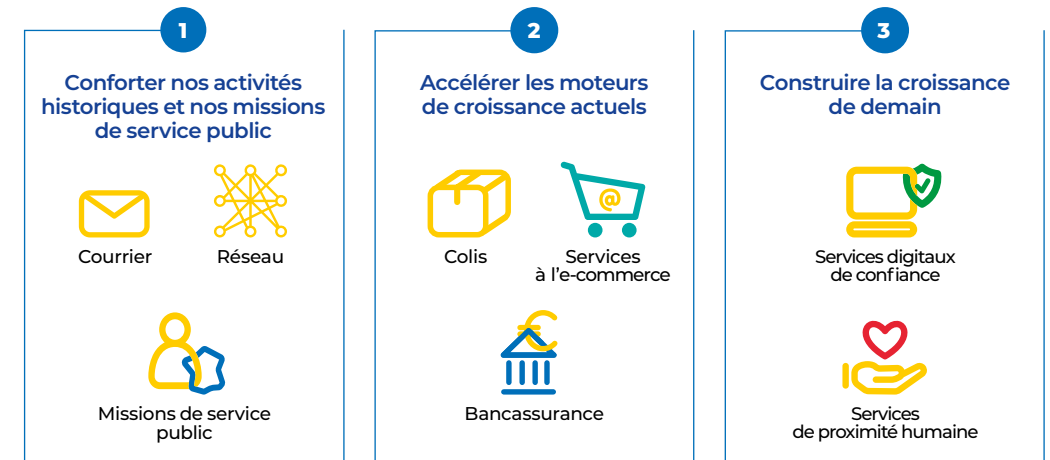 1
Conforter nos activités
historiques et nos missions
de service public
Courrier
Réseau
Missions de service
public
2
Accélérer les moteurs
de croissance actuels
@
Colis
Services
à l'e-commerce
Bancassurance
3
Construire la croissance
de demain
Services digitaux
de confiance
Services
de proximité humaine